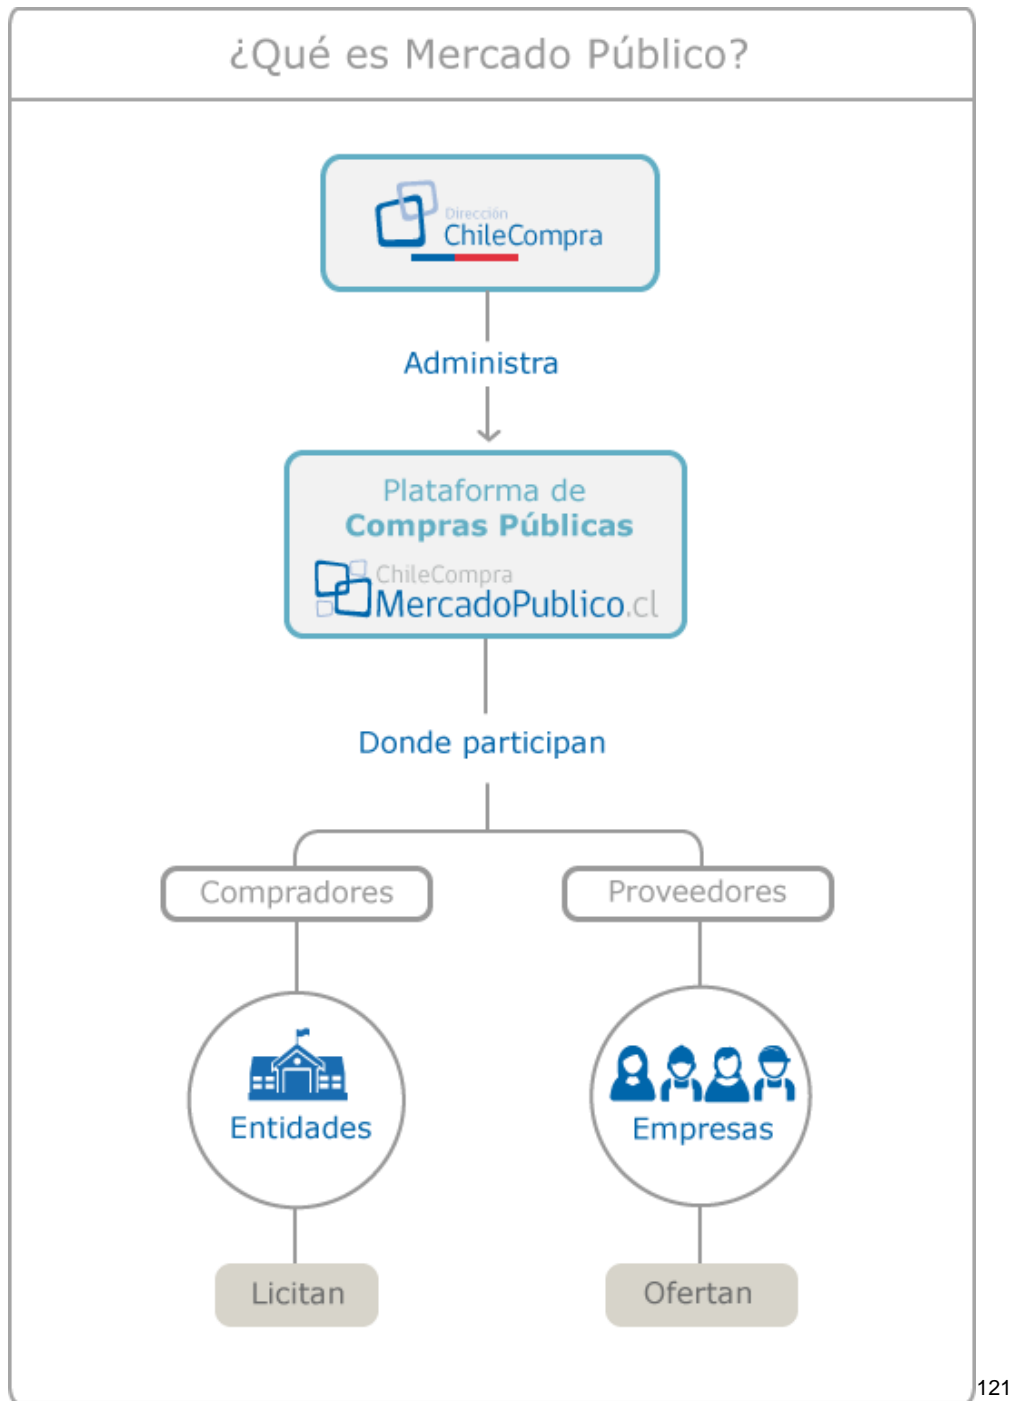 ¿Qué es Mercado Público?
Dirección
ChileCompra
Administra
Plataforma de
Compras Públicas
ChileCompra
MercadoPublico.cl
Donde participan
Compradores
Proveedores
Entidades
Empresas
Licitan
Ofertan
121